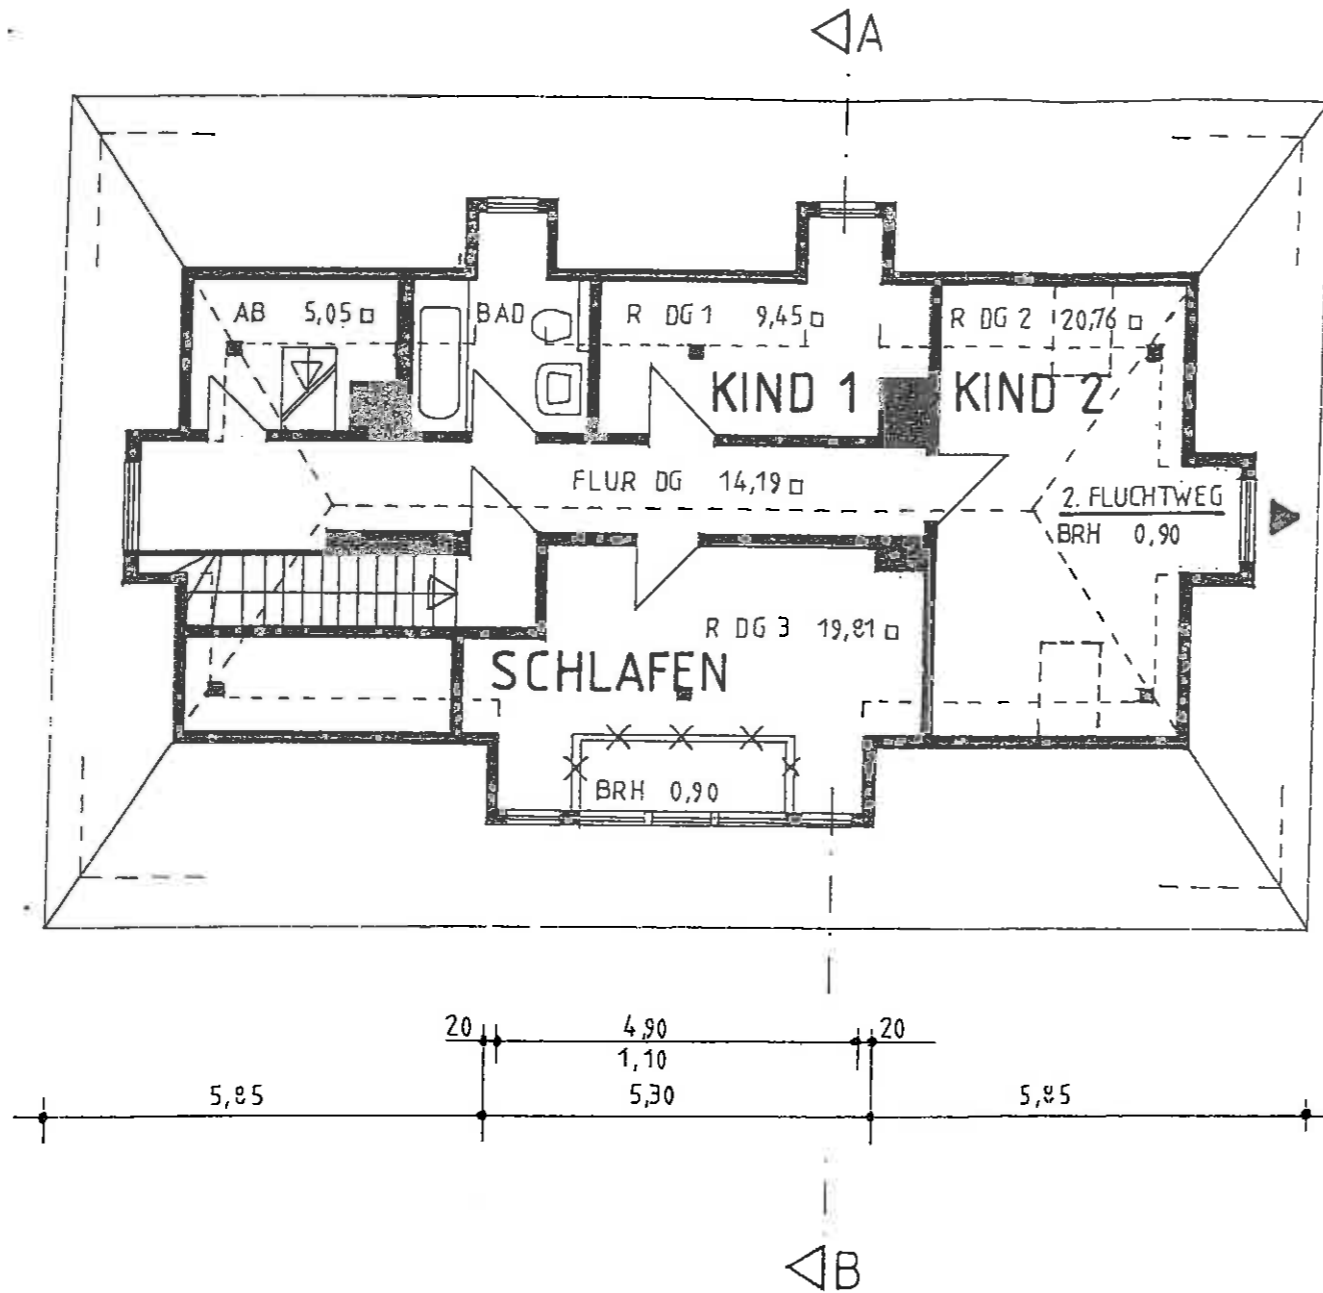 A
AB 5,05
BAD
R DG 1 9,45
R DG 2 20,76
KIND 1
KIND 2
FLUR DG 14,19
2. FLUCHTWEG
BRH 0,90
R DG 3 19,81
SCHLAFEN
BRH 0,90
20 4,90 20
1,10
5,85 5,30 5,85
B